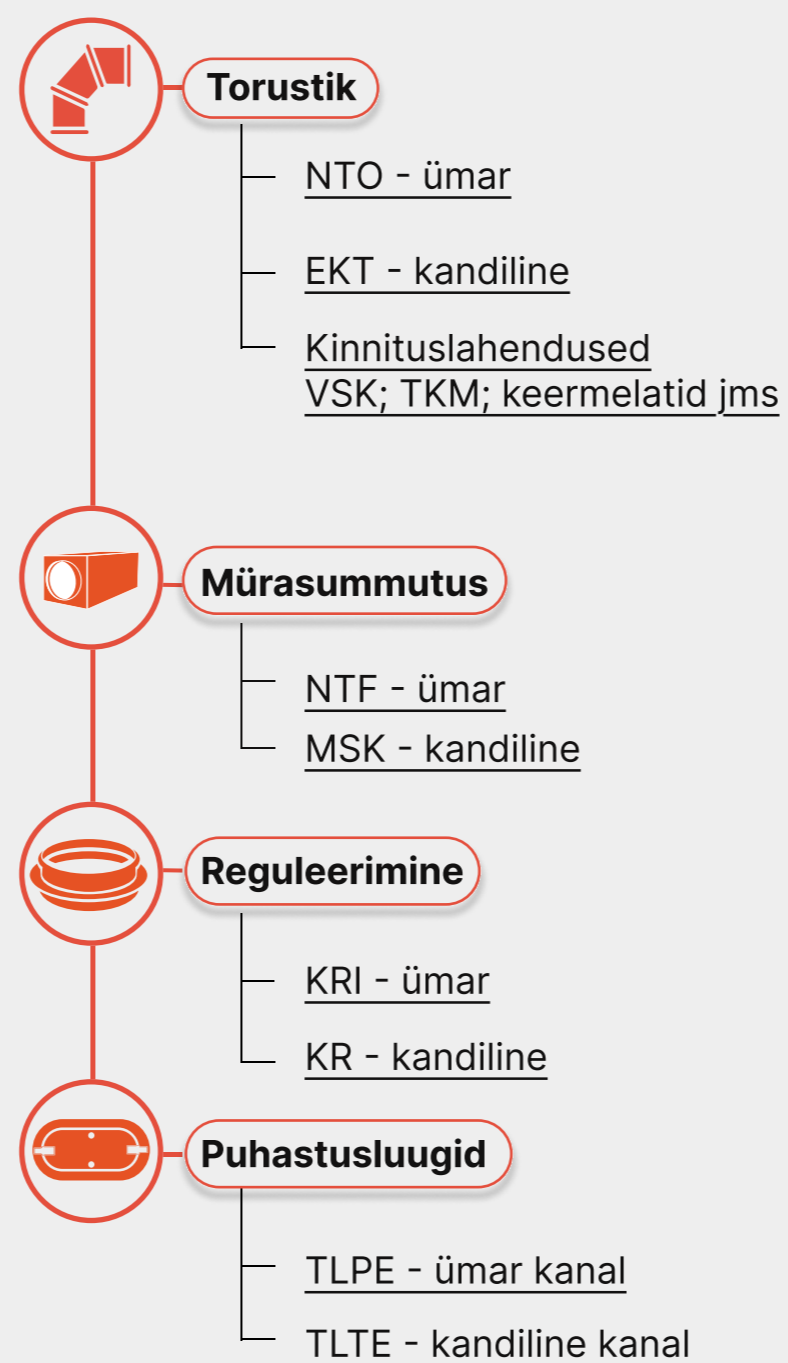 Torustik
NTO - ümar
EKT - kandiline
Kinnituslahendused
VSK; TKM; keermelatid jms
Mürasummutus
NTF - ümar
MSK - kandiline
Reguleerimine
KRI - ümar
KR - kandiline
Puhastusluugid
TLPE - ümar kanal
TLTE - kandiline kanal